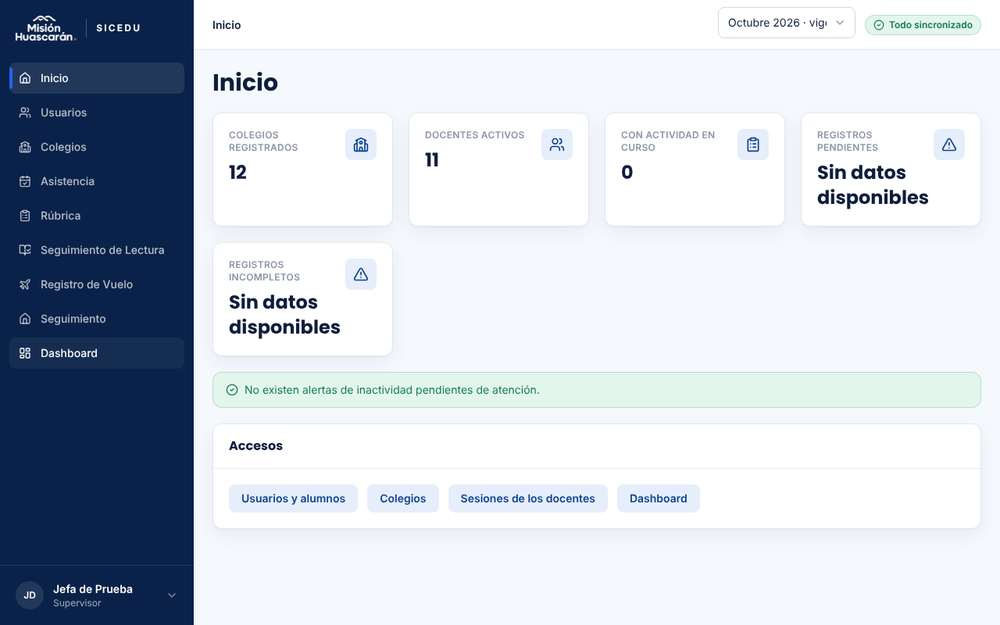 Misión
Huascarán.
SICEDU
Inicio
Usuarios
Colegios
Asistencia
Rúbrica
Seguimiento de Lectura
Registro de Vuelo
Seguimiento
Dashboard
JD
Jefa de Prueba
Supervisor
Inicio
Octubre 2026 · vig
Todo sincronizado
Inicio
COLEGIOS
REGISTRADOS
12
DOCENTES ACTIVOS
11
CON ACTIVIDAD EN
CURSO
0
REGISTROS
PENDIENTES
Sin datos
disponibles
REGISTROS
INCOMPLETOS
Sin datos
disponibles
No existen alertas de inactividad pendientes de atención.
Accesos
Usuarios y alumnos
Colegios
Sesiones de los docentes
Dashboard